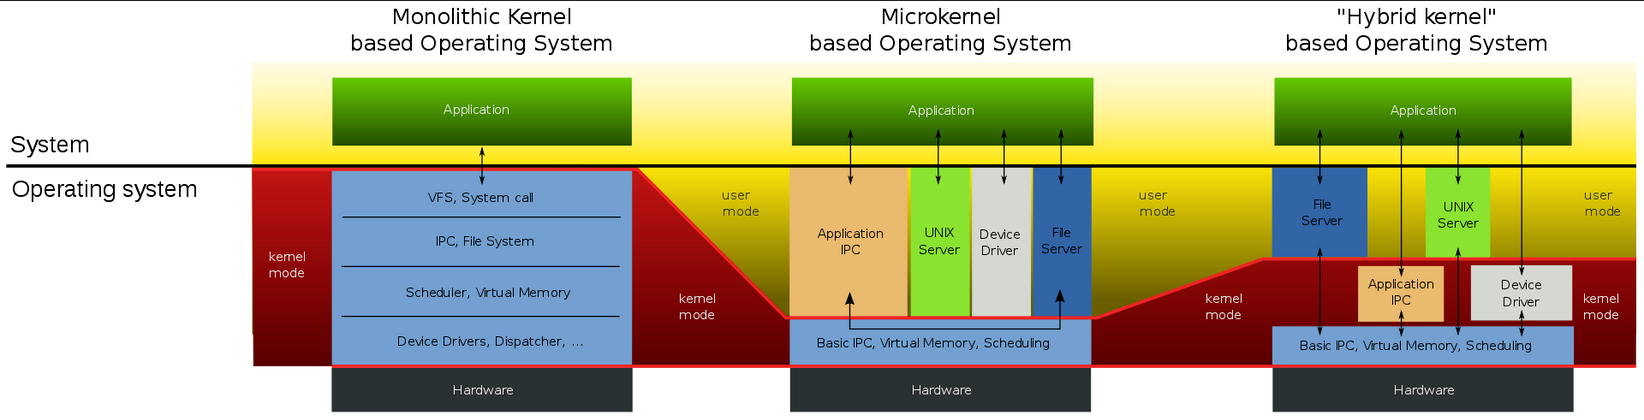 Monolithic Kernel
based Operating System
Microkernel
based Operating System
"Hybrid kernel"
based Operating System
Application
Application
Application
System
Operating system
VFS, System call
IPC, File System
Scheduler, Virtual Memory
Device Drivers, Dispatcher, ...
Hardware
kernel
mode
kernel
mode
user
mode
Application
IPC
UNIX
Server
Device
Driver
File
Server
Basic IPC, Virtual Memory, Scheduling
Hardware
user
mode
kernel
mode
File
Server
UNIX
Server
user
mode
Application
IPC
Device
Driver
kernel
mode
Basic IPC, Virtual Memory, Scheduling
Hardware